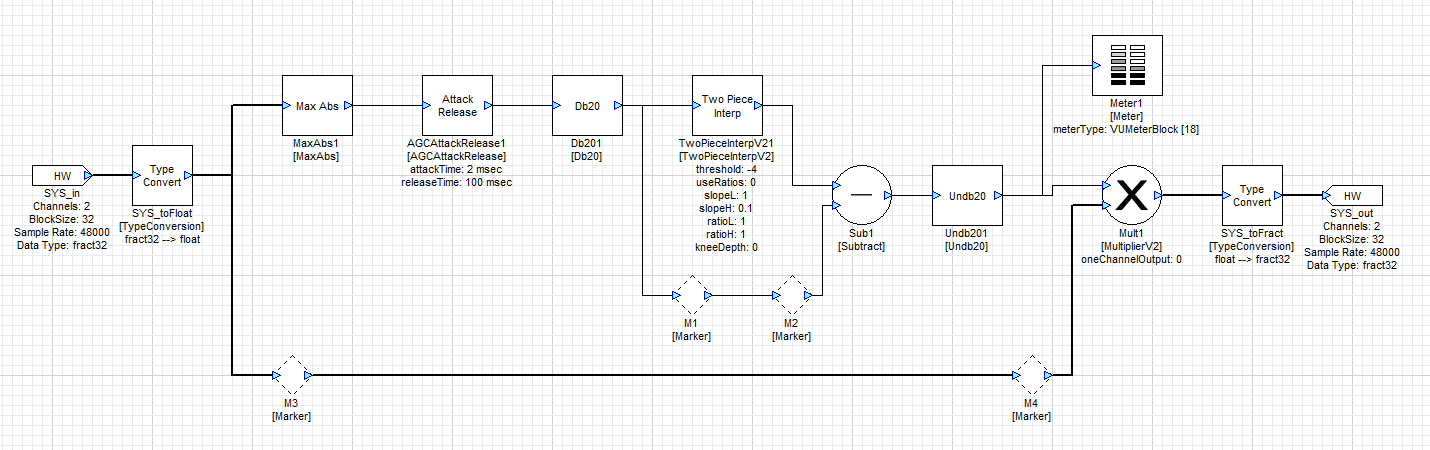 HW
SYS_in
Channels: 2
BlockSize: 32
Sample Rate: 48000
Data Type: fract32
Type
Convert
SYS_toFloat
[TypeConversion]
fract32 --> float
Max Abs
MaxAbs1
[MaxAbs]
Attack
Release
AGCAttackRelease1
[AGCAttackRelease]
attackTime: 2 msec
releaseTime: 100 msec
Db20
Db201
[Db20]
Two Piece
Interp
TwoPieceInterpV21
[TwoPieceInterpV2]
threshold: -4
useRatios: 0
slopeL: 1
slopeH: 0.1
ratioL: 1
ratioH: 1
kneeDepth: 0
M1
[Marker]
M2
[Marker]
M3
[Marker]
Sub1
[Subtract]
Undb20
Undb201
[Undb20]
Meter1
[Meter]
meterType: VUMeterBlock [18]
M4
[Marker]
X
Mult1
[MultiplierV2]
oneChannelOutput: 0
Type
Convert
SYS_toFract
[TypeConversion]
float --> fract32
HW
SYS_out
Channels: 2
BlockSize: 32
Sample Rate: 48000
Data Type: fract32